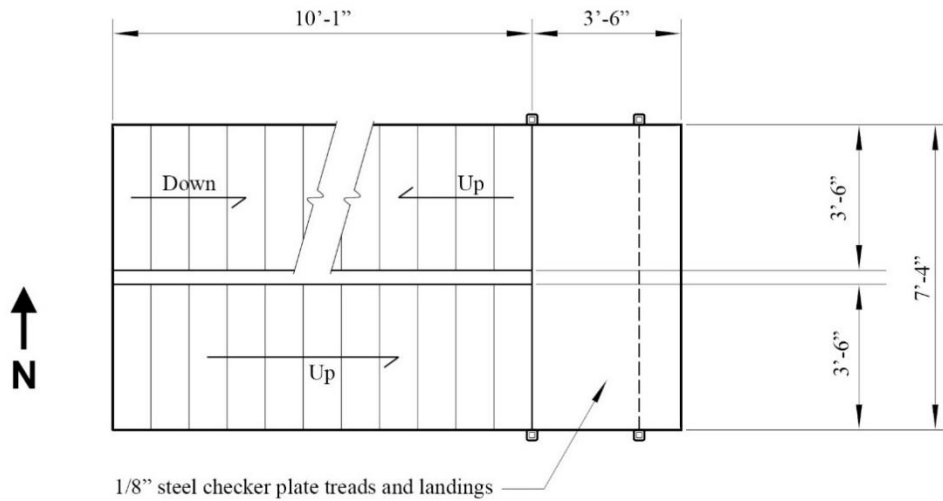 10’-1”
3’-6”
Down
Up
3’-6”
7’-4”
N
Up
3’-6”
1/8” steel checker plate treads and landings